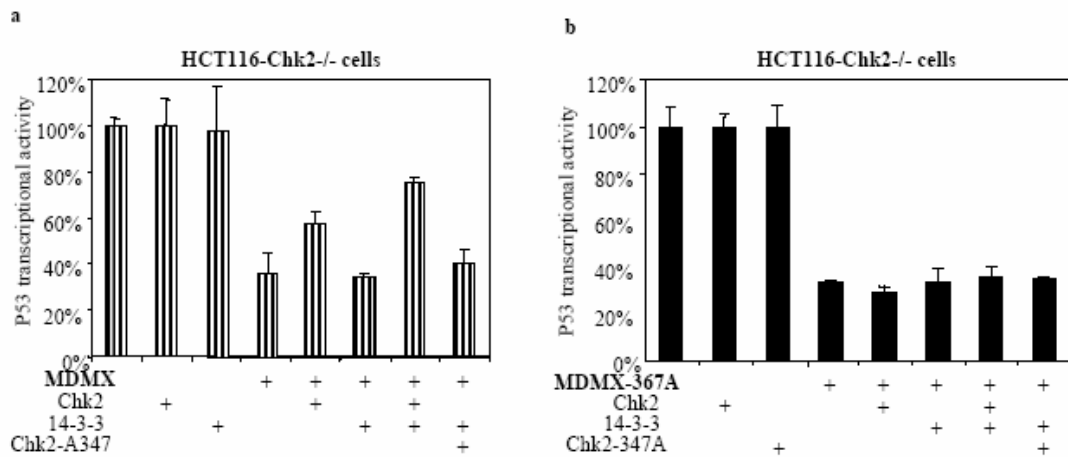 a
HCT116-Chk2-/- cells
P53 transcriptional activity
120%
100%
80%
60%
40%
20%
0%
MDMX + + + + +
Chk2 + + +
14-3-3 + + + +
Chk2-A347 +
b
HCT116-Chk2-/- cells
P53 transcriptional activity
120%
100%
80%
60%
40%
20%
0%
MDMX-367A + + + + +
Chk2 + + +
14-3-3 + + +
Chk2-347A + +